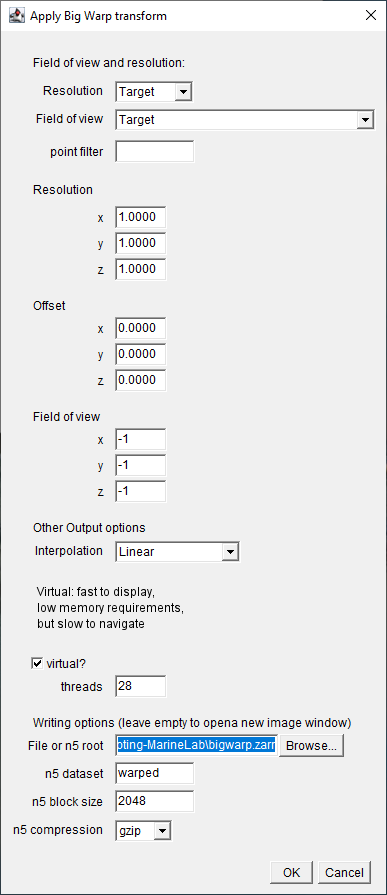 Apply Big Warp transform
Field of view and resolution:
Resolution Target
Field of view Target
point filter
Resolution
x 1.0000
y 1.0000
z 1.0000
Offset
x 0.0000
y 0.0000
z 0.0000
Field of view
x -1
y -1
z -1
Other Output options
Interpolation Linear
Virtual: fast to display,
low memory requirements,
but slow to navigate
virtual?
threads 28
Writing options (leave empty to opena new image window)
File or n5 root oting-MarineLab\bigwarp.zarr Browse...
n5 dataset warped
n5 block size 2048
n5 compression gzip
OK Cancel